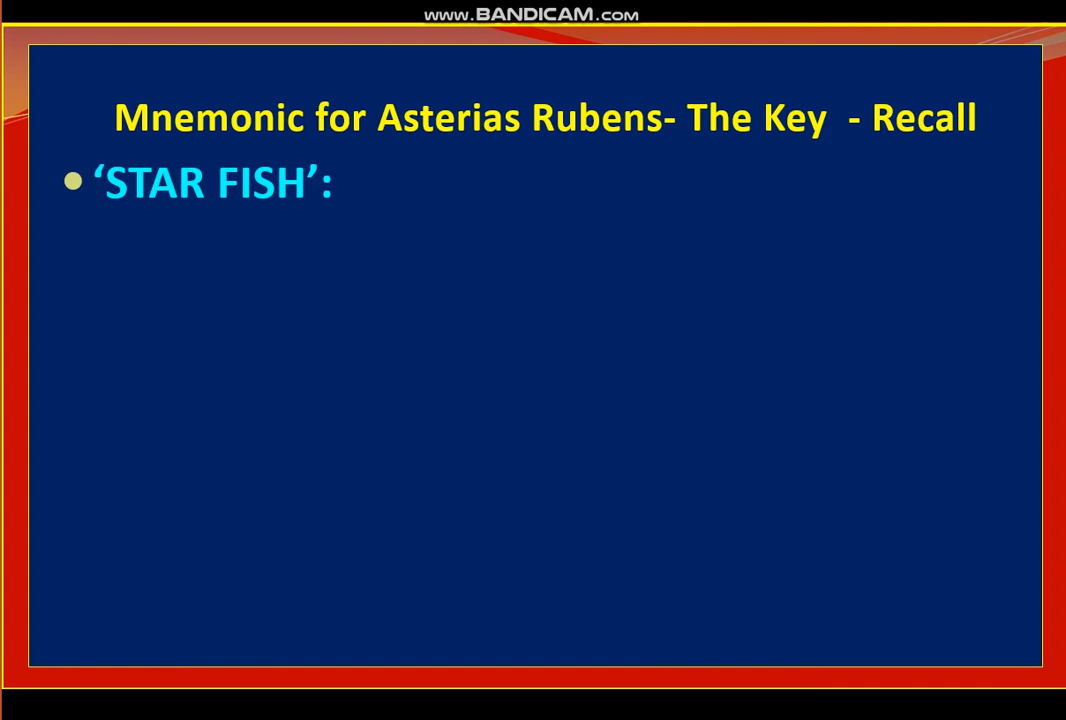 www.BANDICAM.com
Mnemonic for Asterias Rubens- The Key - Recall
• ‘STAR FISH’: